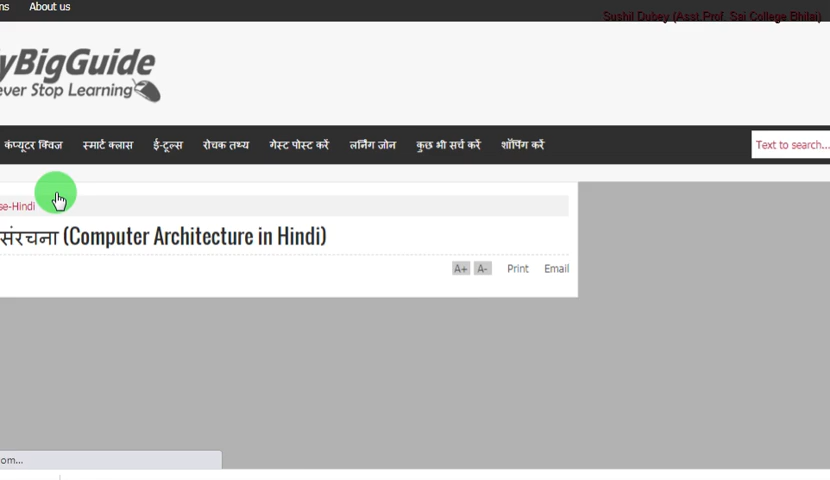 ns About us
Sushil Dubey (Asst.Prof. Sai College Bhilai)
yBigGuide
ever Stop Learning
कंप्यूटर क्विज स्मार्ट क्लास ई-टूल्स रोचक तथ्य गेस्ट पोस्ट करें लर्निंग जोन कुछ भी सर्च करें शॉपिंग करें Text to search...
se-Hindi
संरचना (Computer Architecture in Hindi)
A+ A- Print Email
om...